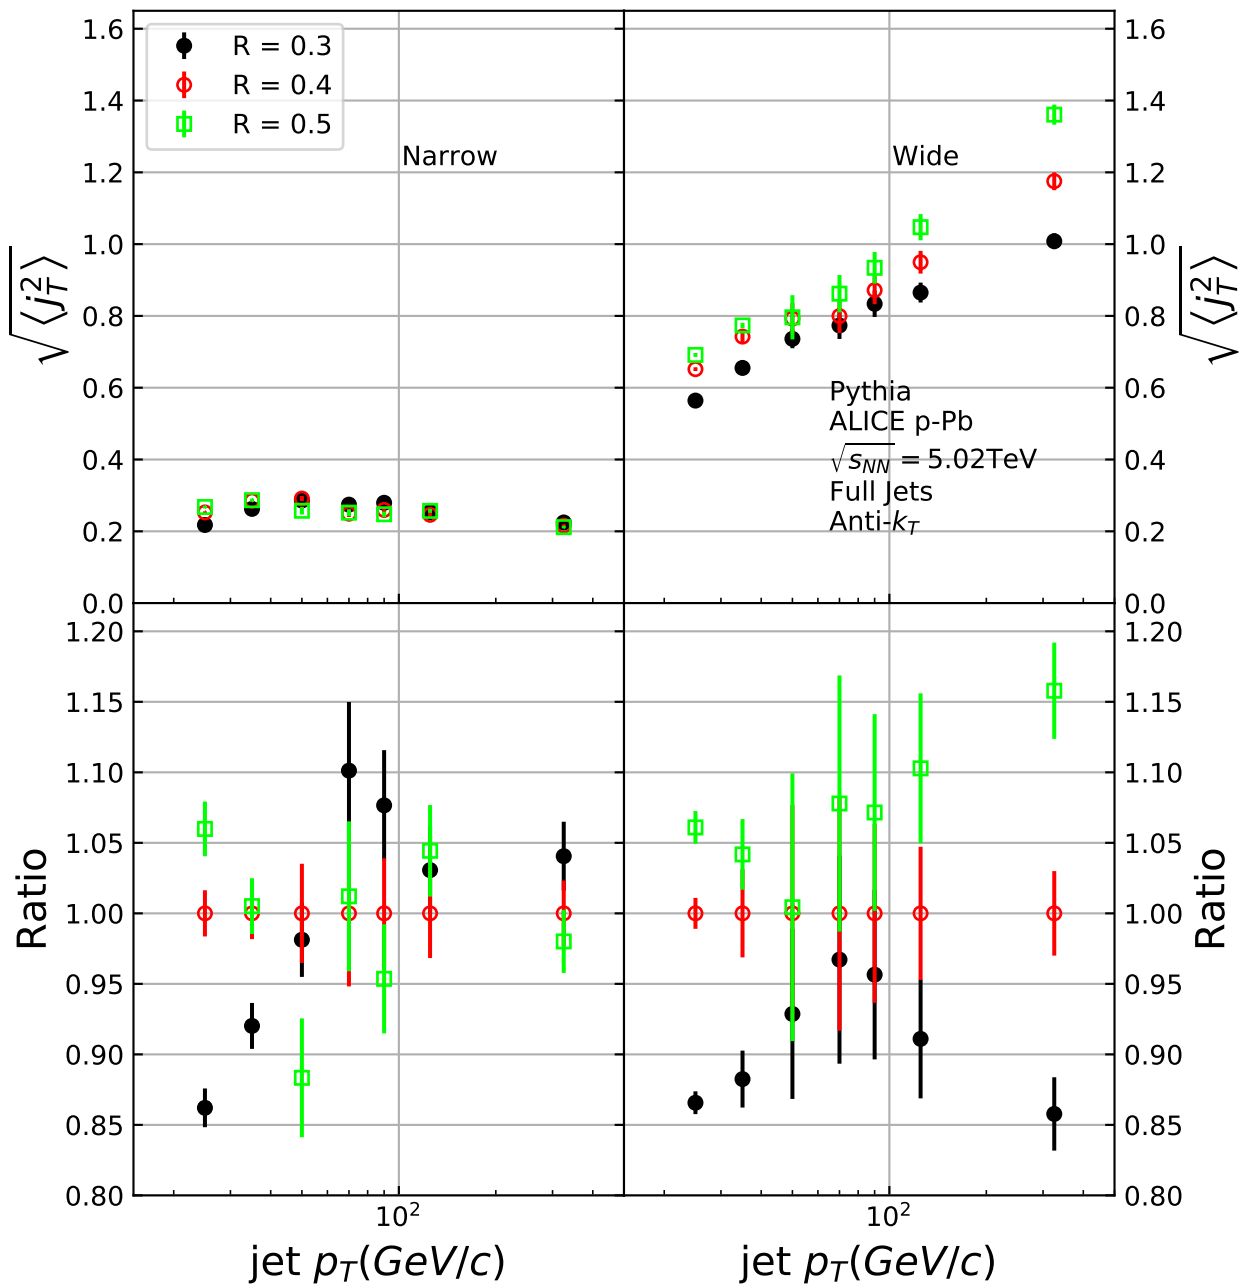 R = 0.3
R = 0.4
R = 0.5
Narrow
Wide
Pythia
ALICE p-Pb
√s_NN = 5.02TeV
Full Jets
Anti-k_T
√⟨j_T^2⟩
1.6
1.4
1.2
1.0
0.8
0.6
0.4
0.2
0.0
√⟨j_T^2⟩
1.6
1.4
1.2
1.0
0.8
0.6
0.4
0.2
0.0
Ratio
1.20
1.15
1.10
1.05
1.00
0.95
0.90
0.85
0.80
Ratio
1.20
1.15
1.10
1.05
1.00
0.95
0.90
0.85
0.80
10^2
10^2
jet p_T(GeV/c)
jet p_T(GeV/c)